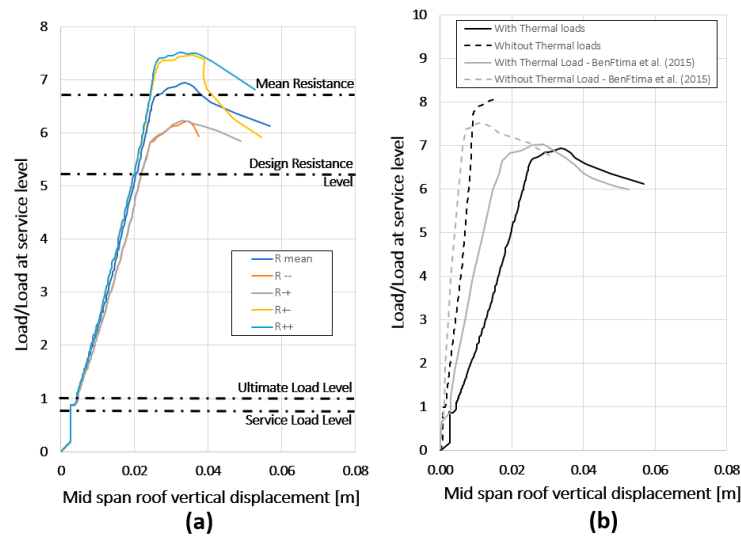 8
7
6
5
4
3
2
1
0
Load/Load at service level
Mean Resistance
Design Resistance
Level
R mean
R --
R-+
R+-
R++
Ultimate Load Level
Service Load Level
0 0.02 0.04 0.06 0.08
Mid span roof vertical displacement [m]
(a)
10
9
8
7
6
5
4
3
2
1
0
Load/Load at service level
With Thermal loads
Whitout Thermal loads
With Thermal Load - BenFtima et al. (2015)
Without Thermal Load - BenFtima et al. (2015)
0.00 0.02 0.04 0.06 0.08
Mid span roof vertical displacement [m]
(b)